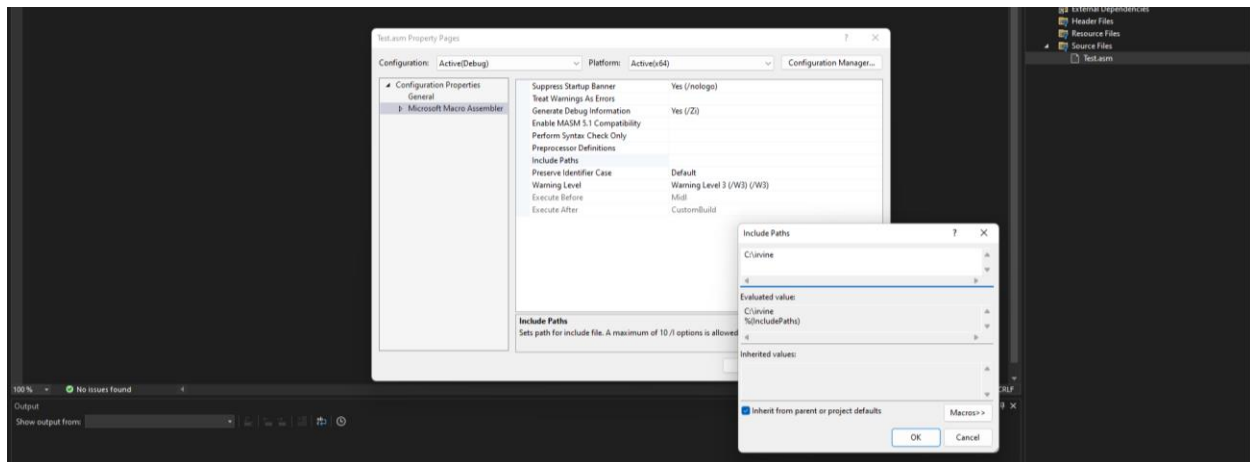 External Dependencies
Header Files
Resource Files
Source Files
Test.asm
Test.asm Property Pages
? ×
Configuration: Active(Debug) Platform: Active(x64) Configuration Manager...
Configuration Properties
General
Microsoft Macro Assembler
Suppress Startup Banner Yes (/nologo)
Treat Warnings As Errors
Generate Debug Information Yes (/Zi)
Enable MASM 5.1 Compatibility
Perform Syntax Check Only
Preprocessor Definitions
Include Paths
Preserve Identifier Case Default
Warning Level Warning Level 3 (/W3) (/W3)
Execute Before Midl
Execute After CustomBuild
Include Paths
Sets path for include file. A maximum of 10 /I options is allowed
Include Paths ? ×
C:\irvine
Evaluated value:
C:\irvine
%(IncludePaths)
Inherited values:
Inherit from parent or project defaults
Macros>>
OK Cancel
100 % No issues found
CRLF
Output
Show output from: